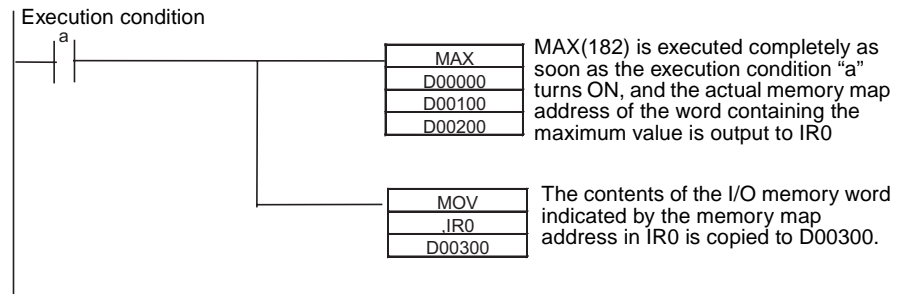 Execution condition
a
MAX
D00000
D00100
D00200
MAX(182) is executed completely as
soon as the execution condition “a”
turns ON, and the actual memory map
address of the word containing the
maximum value is output to IR0
MOV
,IR0
D00300
The contents of the I/O memory word
indicated by the memory map
address in IR0 is copied to D00300.